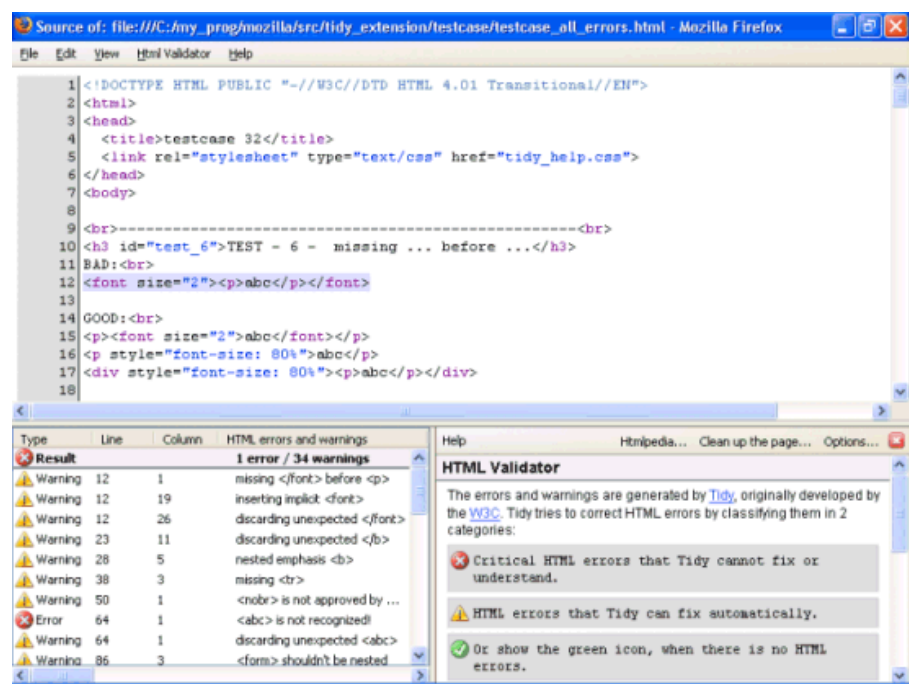 Source of: file:///C:/my_prog/mozilla/src/tidy_extension/testcase/testcase_all_errors.html - Mozilla Firefox
File Edit View Html Validator Help
1 <!DOCTYPE HTML PUBLIC "-//W3C//DTD HTML 4.01 Transitional//EN">
2 <html>
3 <head>
4 <title>testcase 32</title>
5 <link rel="stylesheet" type="text/css" href="tidy_help.css">
6 </head>
7 <body>
8
9 <br>---------------------------------------------------<br>
10 <h3 id="test_6">TEST - 6 - missing ... before ...</h3>
11 BAD:<br>
12 <font size="2"><p>abc</p></font>
13
14 GOOD:<br>
15 <p><font size="2">abc</font></p>
16 <p style="font-size: 80%">abc</p>
17 <div style="font-size: 80%"><p>abc</p></div>
18
Type Line Column HTML errors and warnings
Result 1 error / 34 warnings
Warning 12 1 missing </font> before <p>
Warning 12 19 inserting implicit <font>
Warning 12 26 discarding unexpected </font>
Warning 23 11 discarding unexpected </b>
Warning 28 5 nested emphasis <b>
Warning 38 3 missing <tr>
Warning 50 1 <nobr> is not approved by ...
Error 64 1 <abc> is not recognized!
Warning 64 1 discarding unexpected <abc>
Warning 86 3 <form> shouldn't be nested
Help Htmlpedia... Clean up the page... Options...
HTML Validator
The errors and warnings are generated by Tidy, originally developed by
the W3C. Tidy tries to correct HTML errors by classifying them in 2
categories:
Critical HTML errors that Tidy cannot fix or
understand.
HTML errors that Tidy can fix automatically.
Or show the green icon, when there is no HTML
errors.